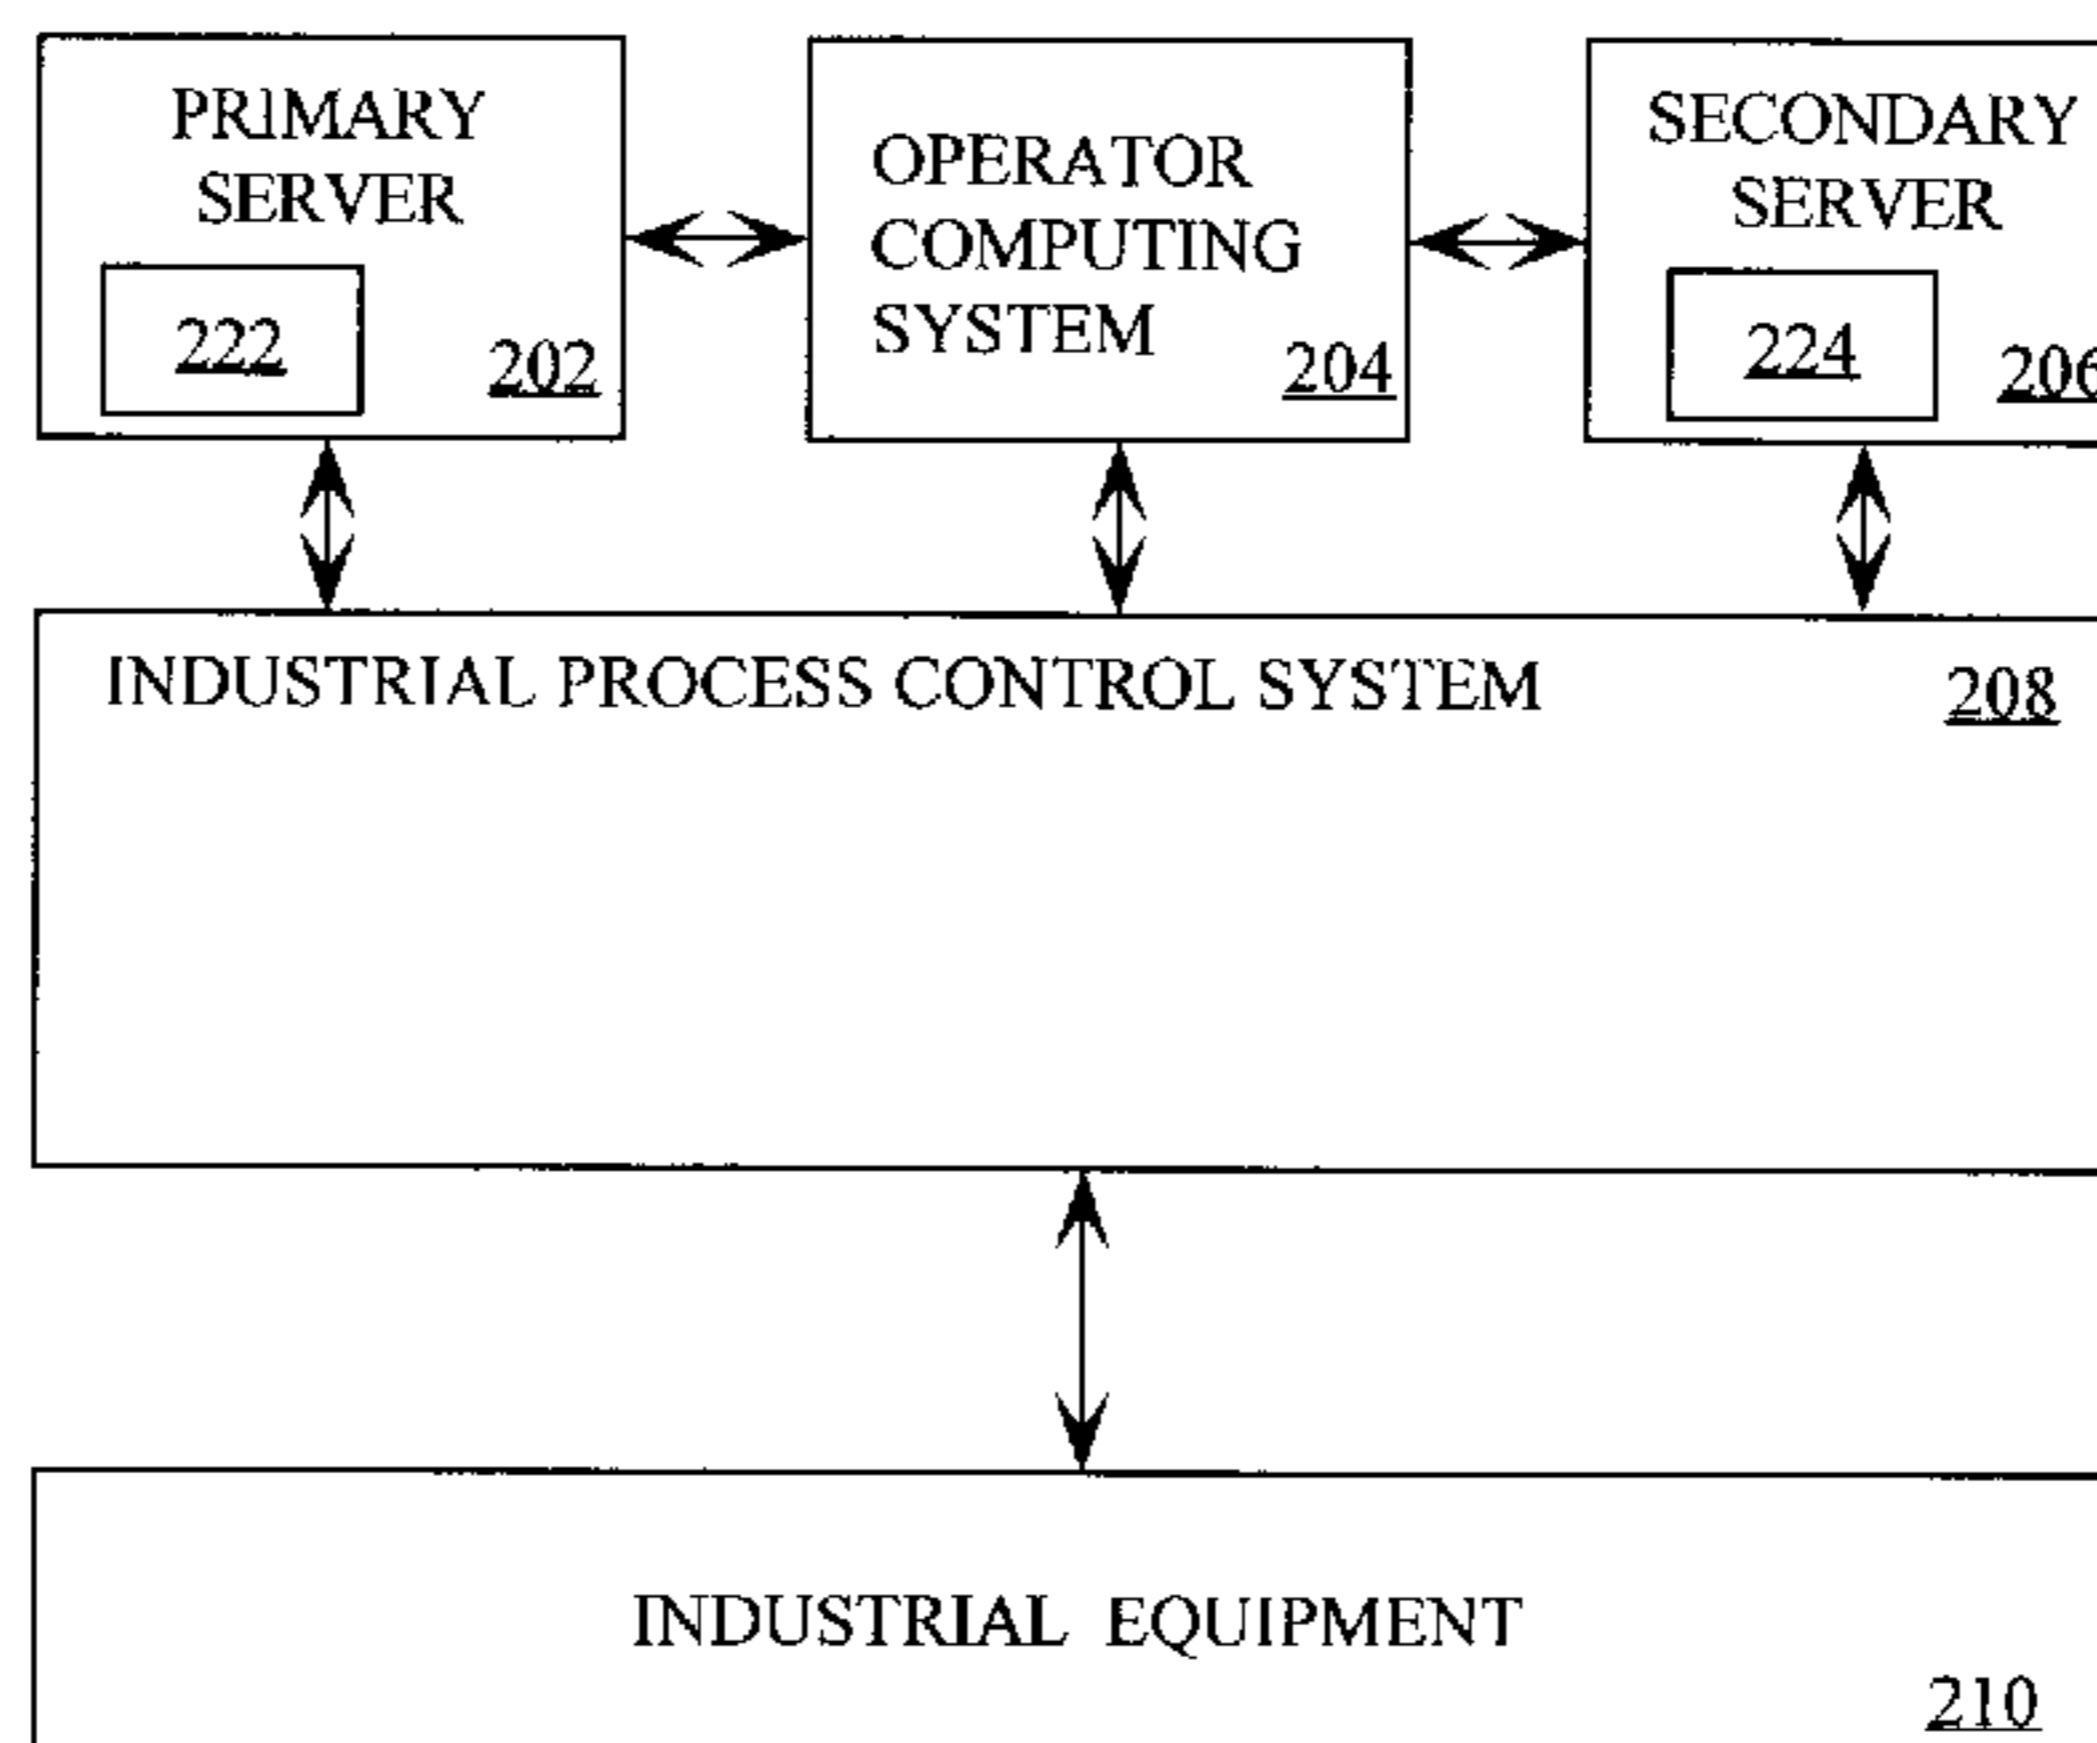 PRIMARY
SERVER
222
202
OPERATOR
COMPUTING
SYSTEM
204
SECONDARY
SERVER
224
206
INDUSTRIAL PROCESS CONTROL SYSTEM
208
INDUSTRIAL EQUIPMENT
210